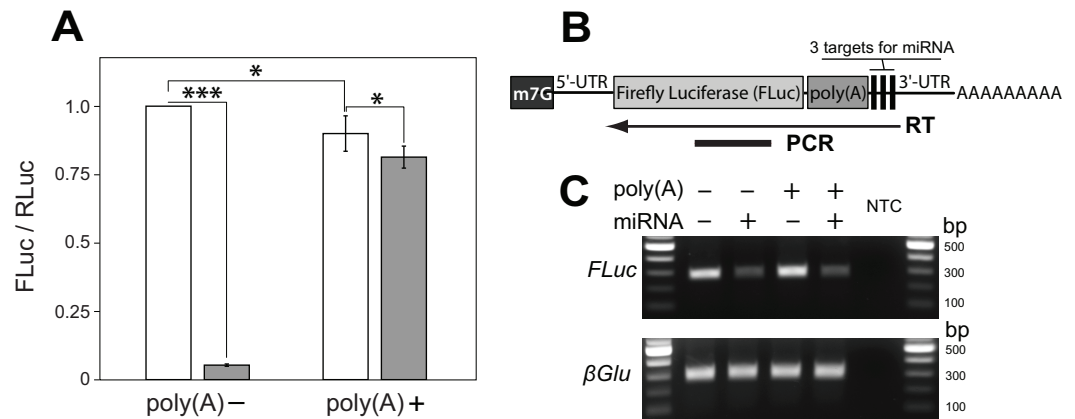 A
FLuc / RLuc
1.0
0.75
0.5
0.25
0
***
*
*
poly(A) −
poly(A) +
B
3 targets for miRNA
m7G
5'-UTR
Firefly Luciferase (FLuc)
poly(A)
3'-UTR
AAAAAAAAA
RT
PCR
C
poly(A) − − + +
miRNA − + − +
NTC
bp
FLuc
500
300
100
bp
βGlu
500
300
100